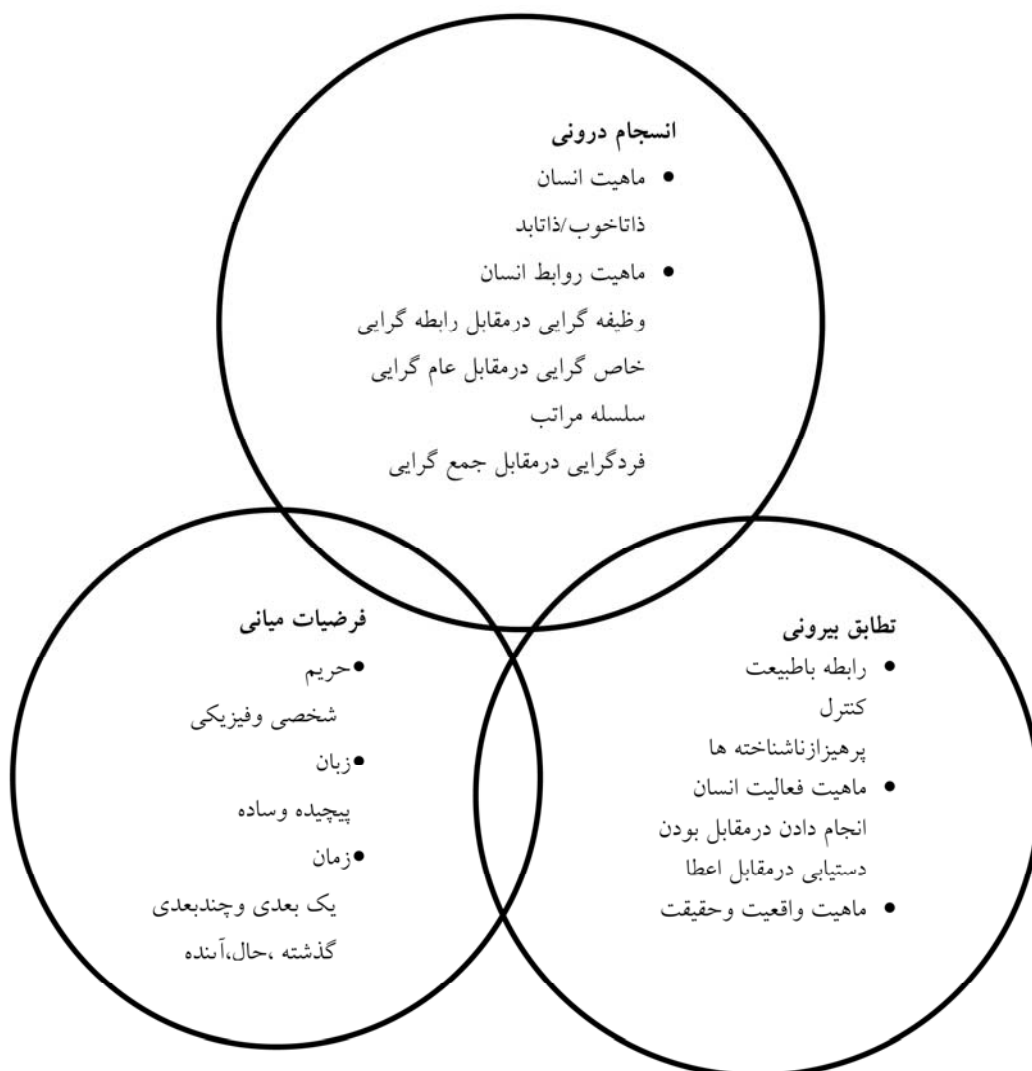 انسجام درونی
• ماهیت انسان
ذاتاخوب/ذاتابد
• ماهیت روابط انسان
وظیفه گرایی درمقابل رابطه گرایی
خاص گرایی درمقابل عام گرایی
سلسله مراتب
فردگرایی درمقابل جمع گرایی
تطابق بیرونی
• رابطه باطبیعت
کنترل
پرهیزازناشناخته ها
• ماهیت فعالیت انسان
انجام دادن درمقابل بودن
دستیابی درمقابل اعطا
• ماهیت واقعیت وحقیقت
فرضیات میانی
•حریم
شخصی وفیزیکی
•زبان
پیچیده وساده
•زمان
یک بعدی وچندبعدی
گذشته ،حال،آینده